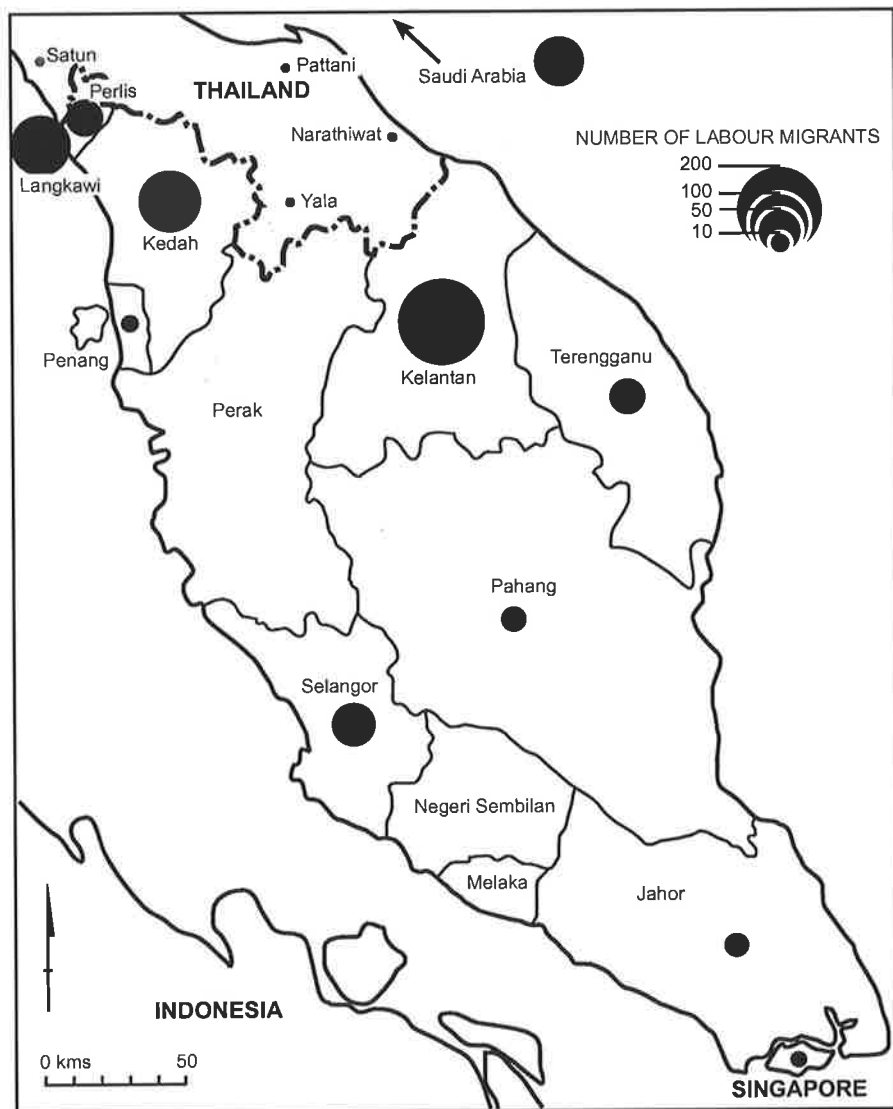 Satun
Pattani
Saudi Arabia
Perlis
THAILAND
Narathiwat
NUMBER OF LABOUR MIGRANTS
200
100
50
10
Langkawi
Yala
Kedah
Penang
Kelantan
Terengganu
Perak
Pahang
Selangor
Negeri Sembilan
Melaka
Jahor
INDONESIA
0 kms 50
SINGAPORE